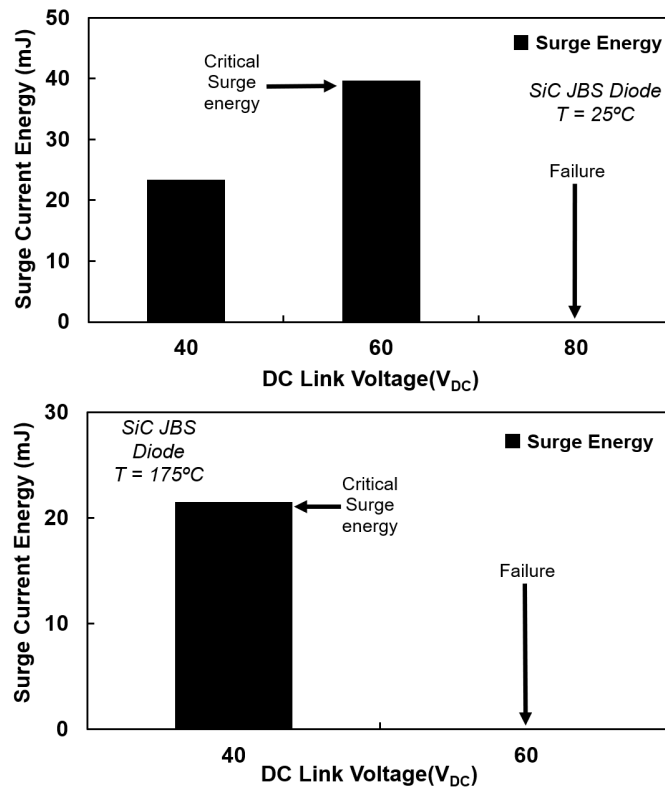 50
40
30
20
10
0
Surge Current Energy (mJ)
Critical
Surge
energy
Surge Energy
SiC JBS Diode
T = 25ºC
Failure
40
60
80
DC Link Voltage(V_DC)
30
20
10
0
Surge Current Energy (mJ)
SiC JBS
Diode
T = 175ºC
Surge Energy
Critical
Surge
energy
Failure
40
60
DC Link Voltage(V_DC)